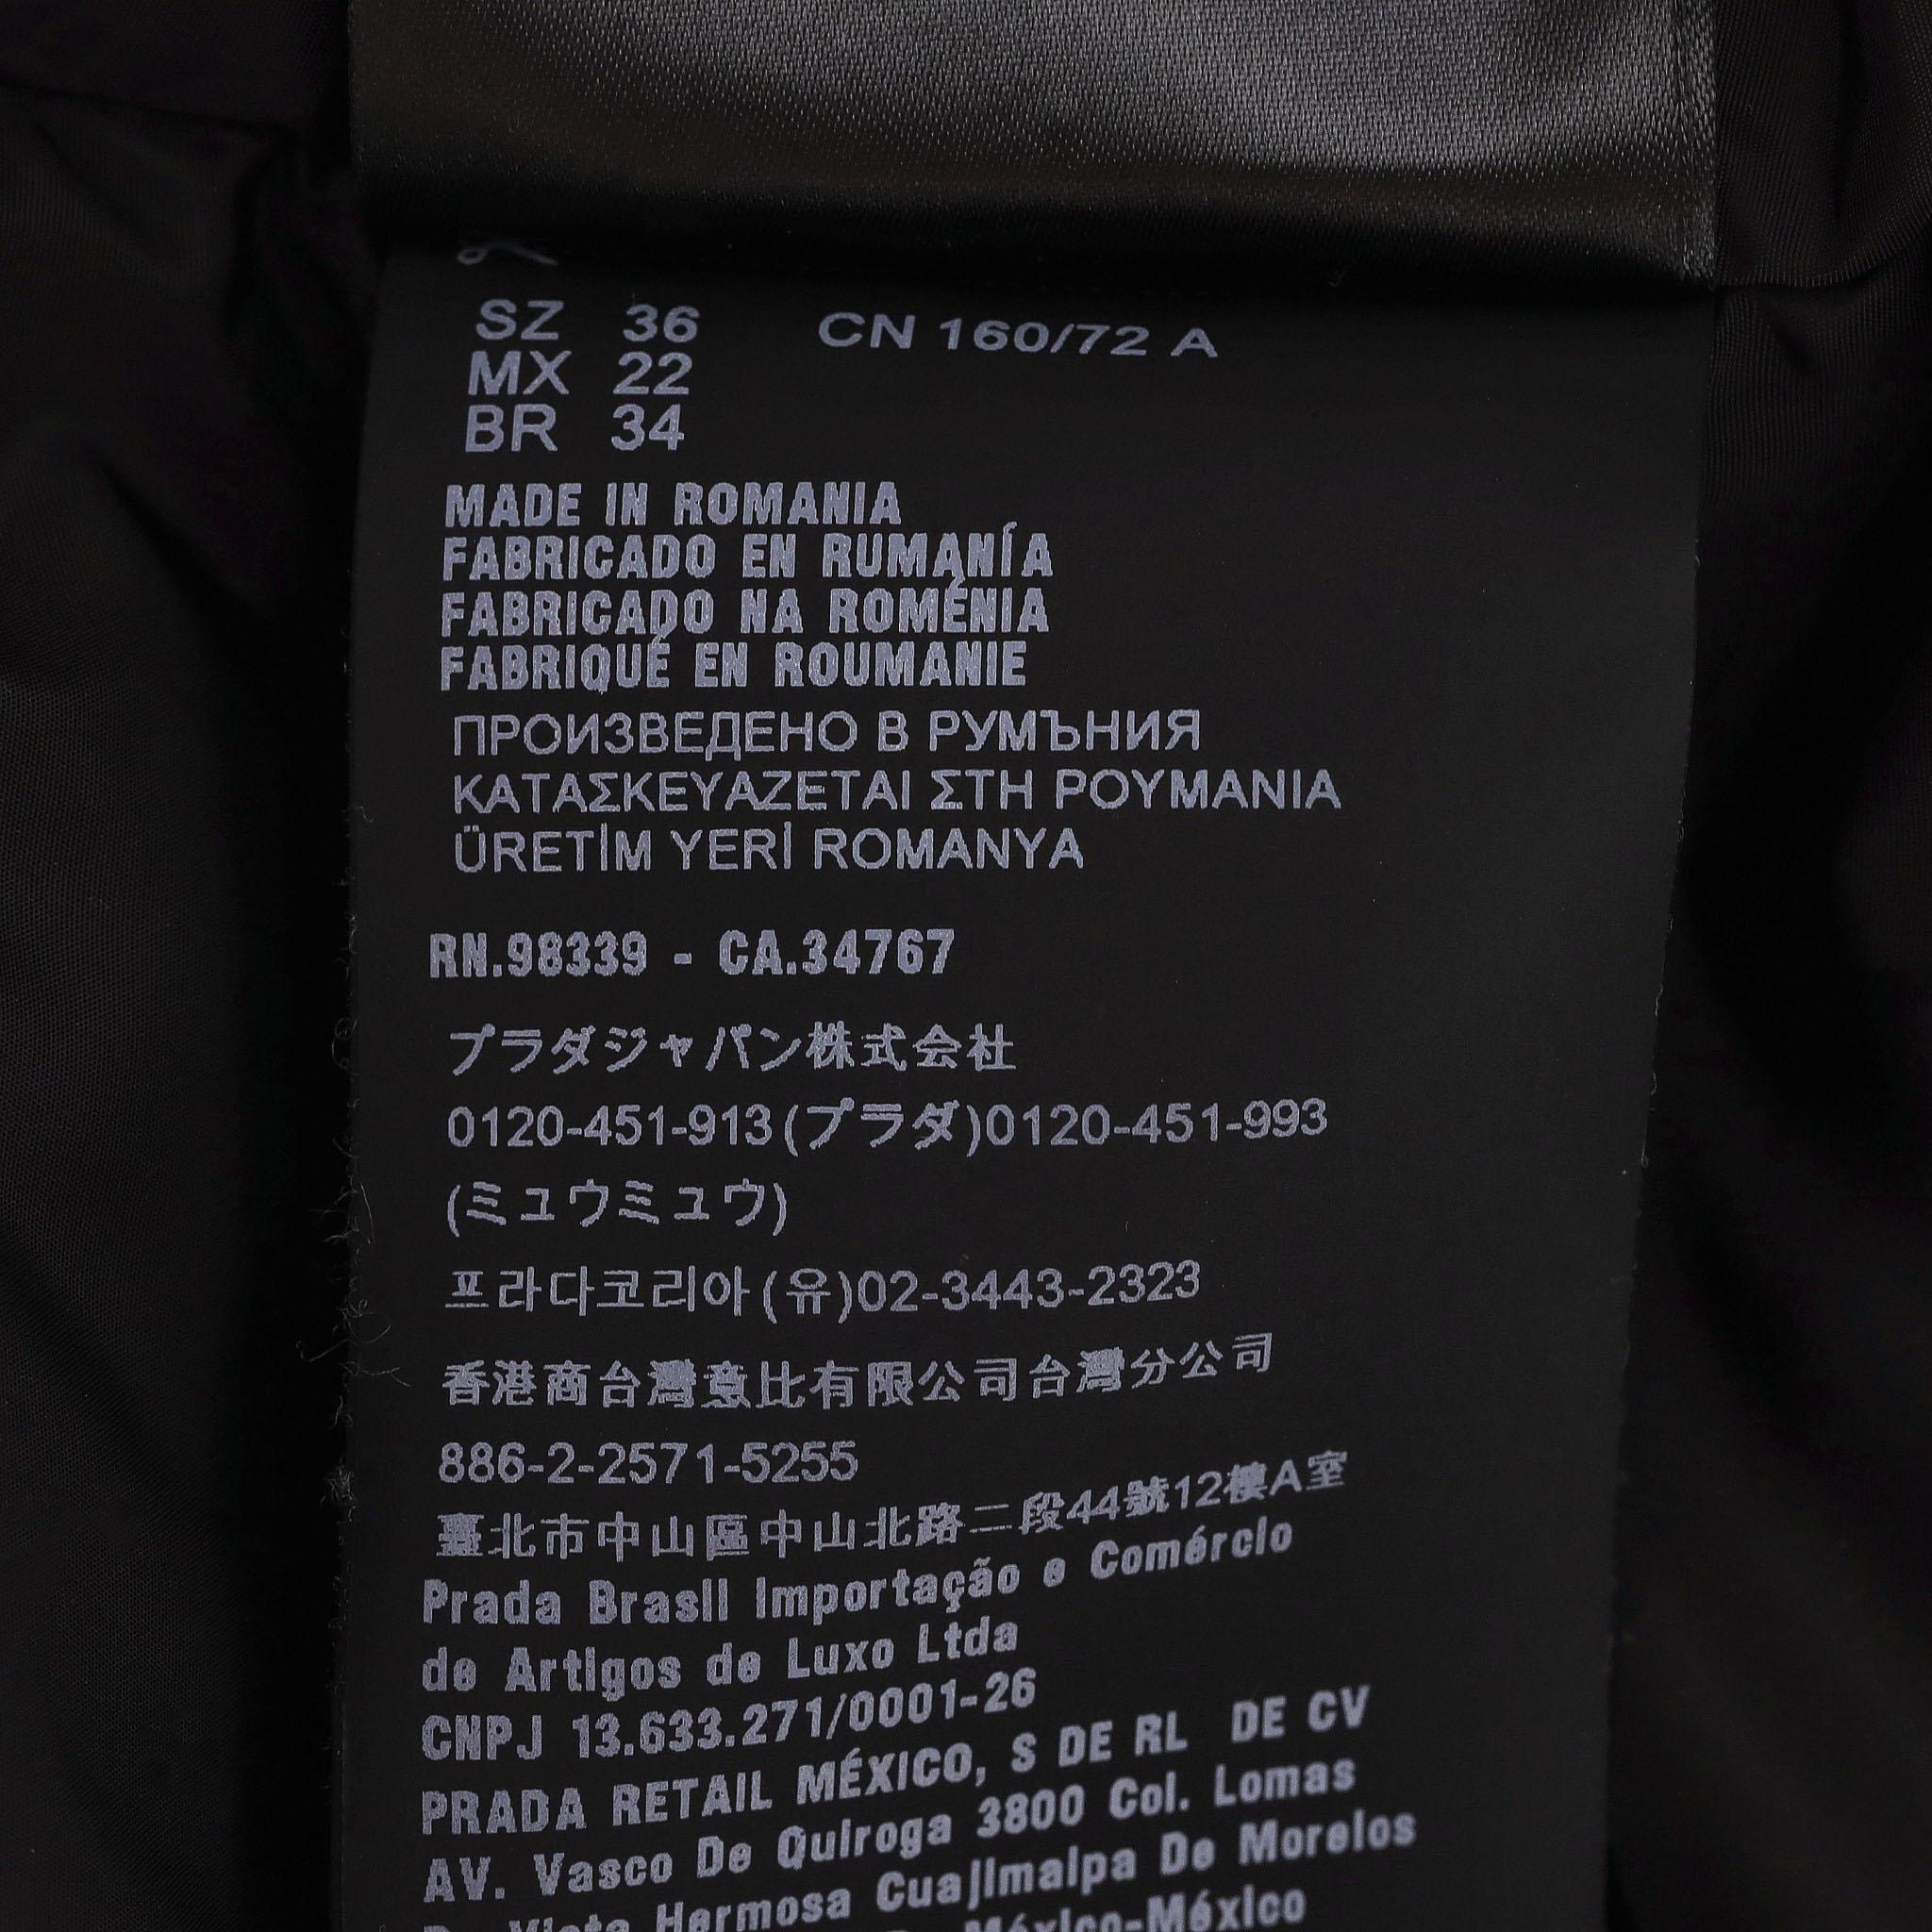 SZ 36 CN 160/72 A
MX 22
BR 34
MADE IN ROMANIA
FABRICADO EN RUMANÍA
FABRICADO NA ROMÉNIA
FABRIQUÉ EN ROUMANIE
ПРОИЗВЕДЕНО В РУМЪНИЯ
ΚΑΤΑΣΚΕΥΑΖΕΤΑΙ ΣΤΗ ΡΟΥΜΑΝΙΑ
ÜRETİM YERİ ROMANYA
RN.98339 - CA.34767
プラダジャパン株式会社
0120-451-913(プラダ)0120-451-993
(ミュウミュウ)
프라다코리아(유)02-3443-2323
香港商台灣意比有限公司台灣分公司
886-2-2571-5255
臺北市中山區中山北路二段44號12樓A室
Prada Brasil Importação e Comércio
de Artigos de Luxo Ltda
CNPJ 13.633.271/0001-26
PRADA RETAIL MÉXICO, S DE RL DE CV
AV. Vasco De Quiroga 3800 Col. Lomas
Hermosa Cuajimalpa De Morelos
México-México